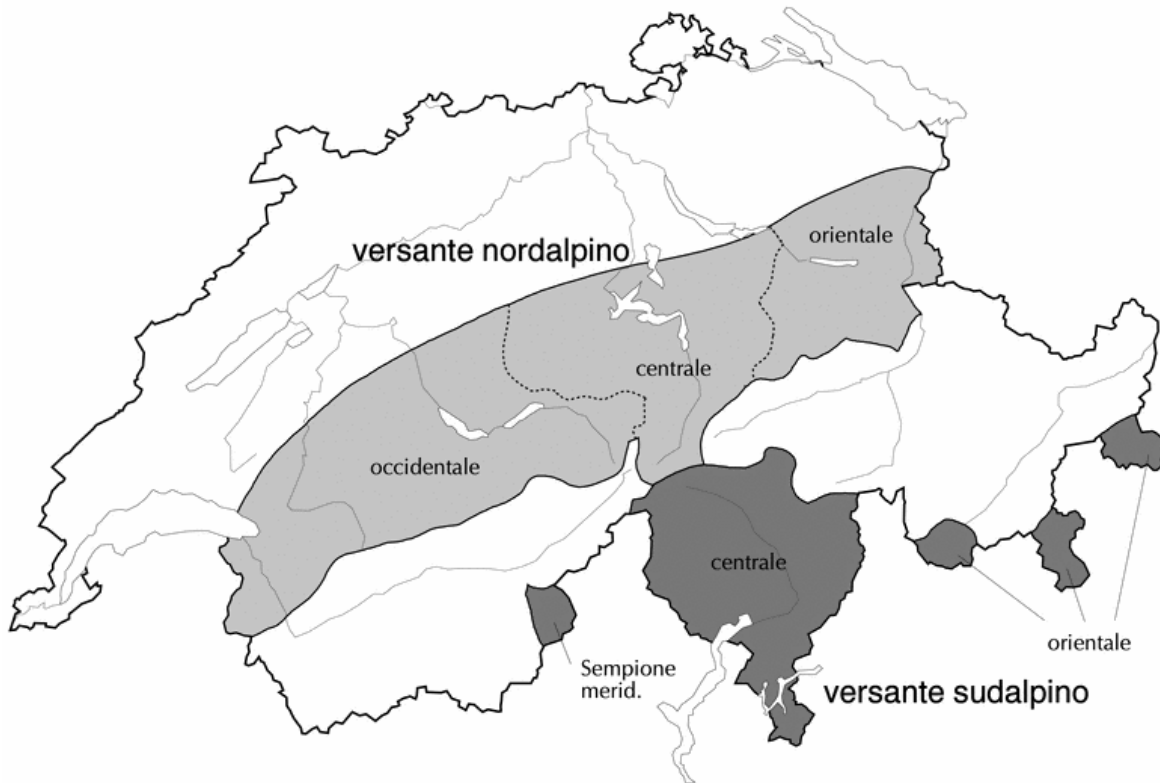 orientale
versante nordalpino
centrale
occidentale
centrale
orientale
Sempione
merid.
versante sudalpino